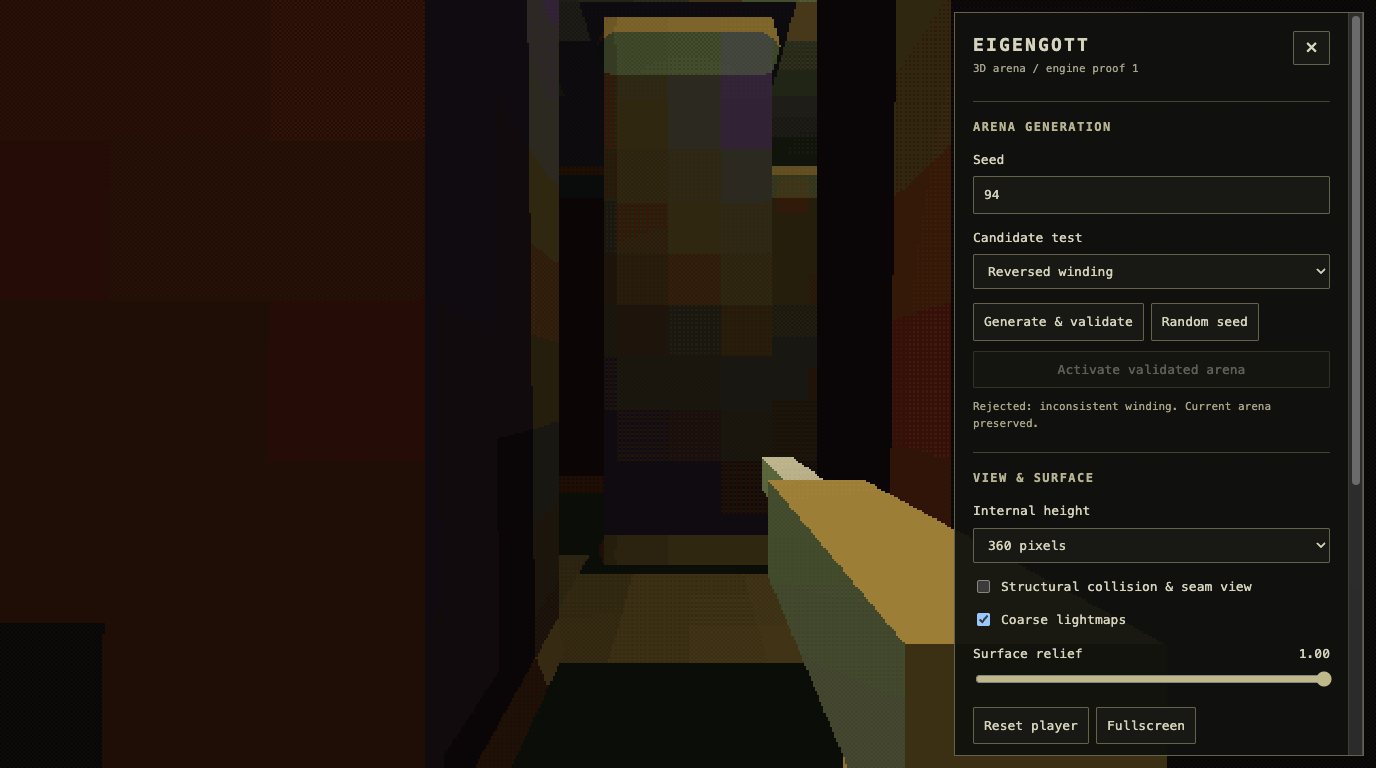 EIGENGOTT
✕
3D arena / engine proof 1
ARENA GENERATION
Seed
94
Candidate test
Reversed winding
Generate & validate
Random seed
Activate validated arena
Rejected: inconsistent winding. Current arena
preserved.
VIEW & SURFACE
Internal height
360 pixels
Structural collision & seam view
Coarse lightmaps
Surface relief 1.00
Reset player
Fullscreen